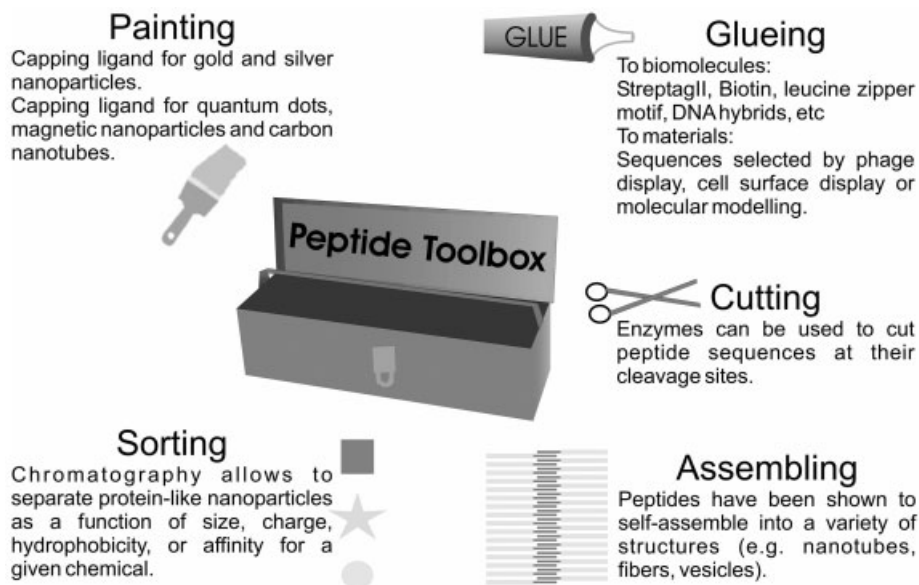 Painting
Capping ligand for gold and silver
nanoparticles.
Capping ligand for quantum dots,
magnetic nanoparticles and carbon
nanotubes.
GLUE
Glueing
To biomolecules:
StreptagII, Biotin, leucine zipper
motif, DNA hybrids, etc
To materials:
Sequences selected by phage
display, cell surface display or
molecular modelling.
Peptide Toolbox
Cutting
Enzymes can be used to cut
peptide sequences at their
cleavage sites.
Sorting
Chromatography allows to
separate protein-like nanoparticles
as a function of size, charge,
hydrophobicity, or affinity for a
given chemical.
Assembling
Peptides have been shown to
self-assemble into a variety of
structures (e.g. nanotubes,
fibers, vesicles).